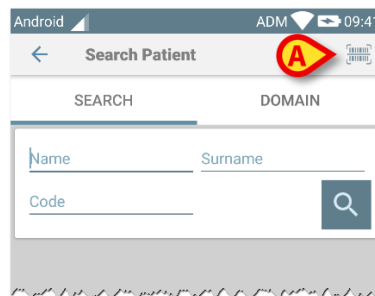 Android ADM 09:41
Search Patient A
SEARCH DOMAIN
Name Surname
Code